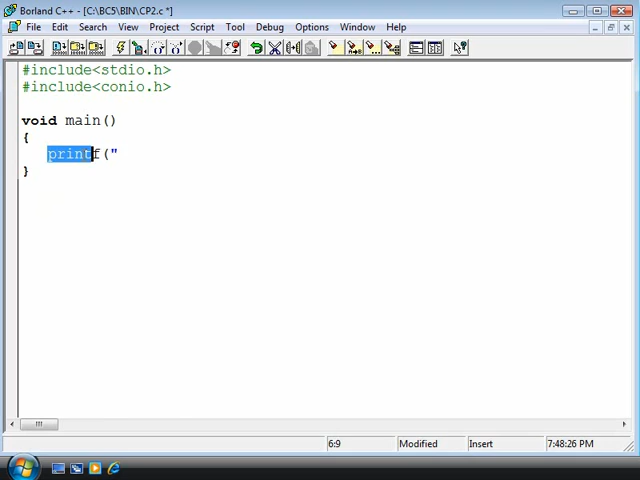 Borland C++ - [C:\BC5\BIN\CP2.c *]
File Edit Search View Project Script Tool Debug Options Window Help
#include<stdio.h>
#include<conio.h>
void main()
{
printf("
}
6:9 Modified Insert 7:48:26 PM